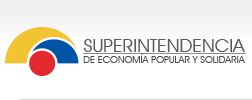 SUPERINTENDENCIA
DE ECONOMÍA POPULAR Y SOLIDARIA